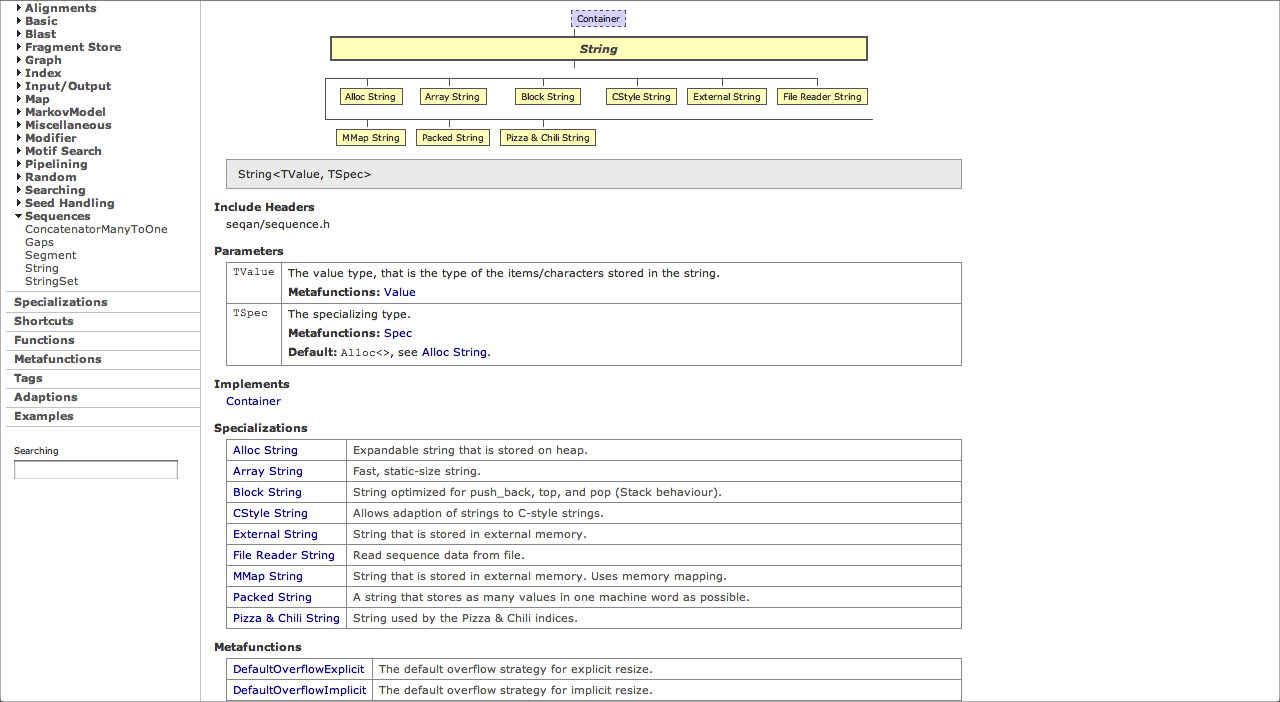 Alignments
Basic
Blast
Fragment Store
Graph
Index
Input/Output
Map
MarkovModel
Miscellaneous
Modifier
Motif Search
Pipelining
Random
Searching
Seed Handling
Sequences
ConcatenatorManyToOne
Gaps
Segment
String
StringSet
Specializations
Shortcuts
Functions
Metafunctions
Tags
Adaptions
Examples
Searching
Container
String
Alloc String Array String Block String CStyle String External String File Reader String
MMap String Packed String Pizza & Chili String
String<TValue, TSpec>
Include Headers
seqan/sequence.h
Parameters
TValue The value type, that is the type of the items/characters stored in the string.
Metafunctions: Value
TSpec The specializing type.
Metafunctions: Spec
Default: Alloc<>, see Alloc String.
Implements
Container
Specializations
Alloc String Expandable string that is stored on heap.
Array String Fast, static-size string.
Block String String optimized for push_back, top, and pop (Stack behaviour).
CStyle String Allows adaption of strings to C-style strings.
External String String that is stored in external memory.
File Reader String Read sequence data from file.
MMap String String that is stored in external memory. Uses memory mapping.
Packed String A string that stores as many values in one machine word as possible.
Pizza & Chili String String used by the Pizza & Chili indices.
Metafunctions
DefaultOverflowExplicit The default overflow strategy for explicit resize.
DefaultOverflowImplicit The default overflow strategy for implicit resize.